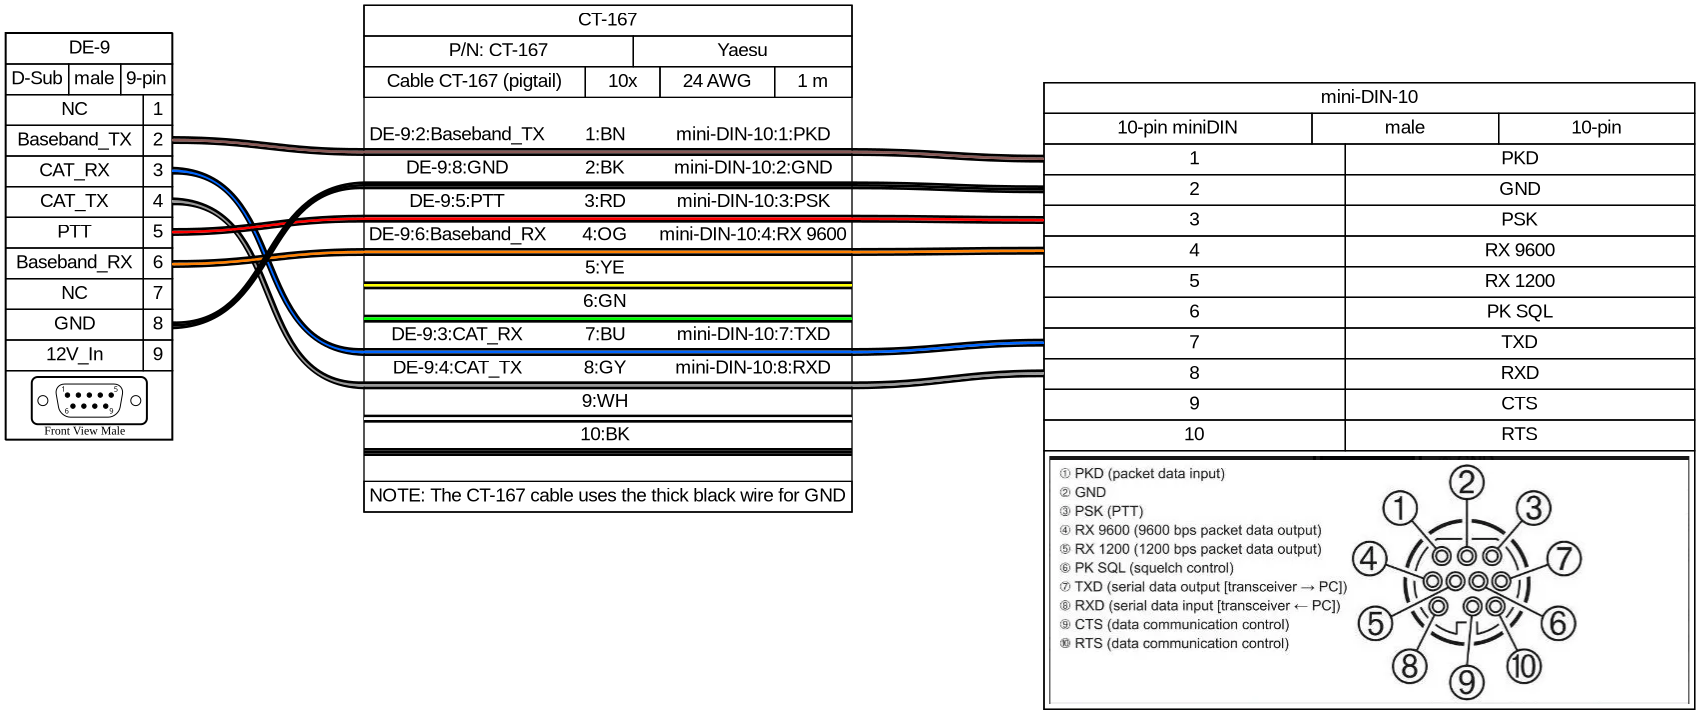 DE-9
D-Sub male 9-pin
NC 1
Baseband_TX 2
CAT_RX 3
CAT_TX 4
PTT 5
Baseband_RX 6
NC 7
GND 8
12V_In 9
1 5
6 9
Front View Male
CT-167
P/N: CT-167 Yaesu
Cable CT-167 (pigtail) 10x 24 AWG 1 m
DE-9:2:Baseband_TX 1:BN mini-DIN-10:1:PKD
DE-9:8:GND 2:BK mini-DIN-10:2:GND
DE-9:5:PTT 3:RD mini-DIN-10:3:PSK
DE-9:6:Baseband_RX 4:OG mini-DIN-10:4:RX 9600
5:YE
6:GN
DE-9:3:CAT_RX 7:BU mini-DIN-10:7:TXD
DE-9:4:CAT_TX 8:GY mini-DIN-10:8:RXD
9:WH
10:BK
NOTE: The CT-167 cable uses the thick black wire for GND
mini-DIN-10
10-pin miniDIN male 10-pin
1 PKD
2 GND
3 PSK
4 RX 9600
5 RX 1200
6 PK SQL
7 TXD
8 RXD
9 CTS
10 RTS
① PKD (packet data input)
② GND
③ PSK (PTT)
④ RX 9600 (9600 bps packet data output)
⑤ RX 1200 (1200 bps packet data output)
⑥ PK SQL (squelch control)
⑦ TXD (serial data output [transceiver → PC])
⑧ RXD (serial data input [transceiver ← PC])
⑨ CTS (data communication control)
⑩ RTS (data communication control)
②
① ③
④ ⑦
⑤ ⑥
⑧ ⑩
⑨